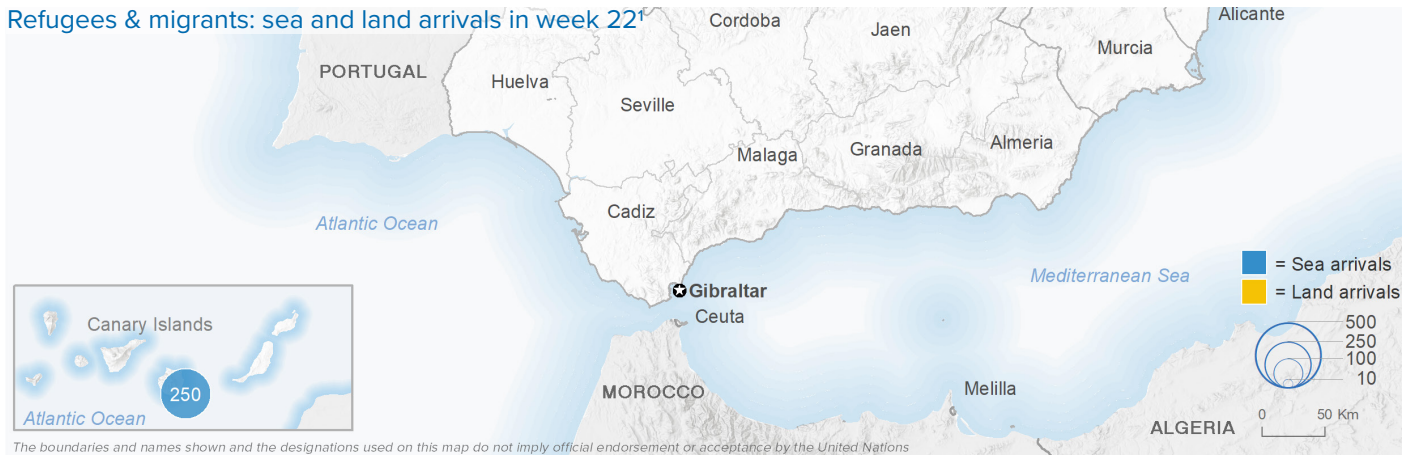 Refugees & migrants: sea and land arrivals in week 22¹
Cordoba
Alicante
Jaen
Murcia
PORTUGAL
Huelva
Seville
Almeria
Granada
Malaga
Cadiz
Atlantic Ocean
Mediterranean Sea
= Sea arrivals
Gibraltar
= Land arrivals
Ceuta
Canary Islands
500
250
100
10
250
MOROCCO
Melilla
Atlantic Ocean
0 50 Km
ALGERIA
The boundaries and names shown and the designations used on this map do not imply official endorsement or acceptance by the United Nations